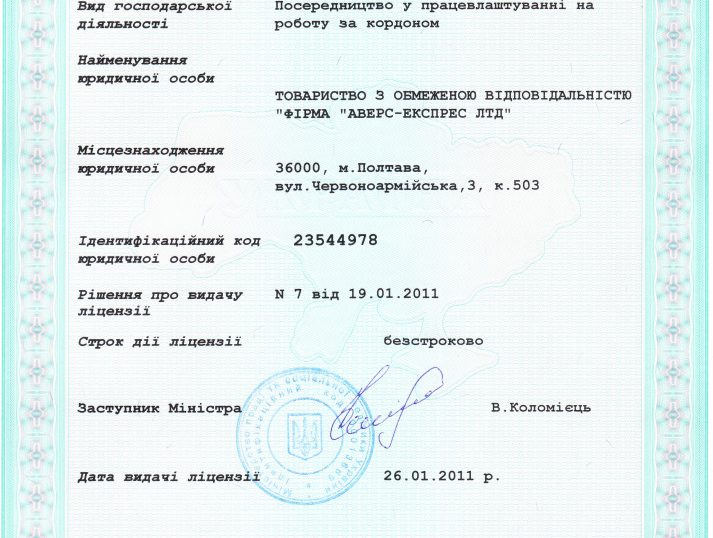 Вид господарської Посередництво у працевлаштуванні на
діяльності роботу за кордоном
Найменування
юридичної особи
ТОВАРИСТВО З ОБМЕЖЕНОЮ ВІДПОВІДАЛЬНІСТЮ
"ФІРМА "АВЕРС-ЕКСПРЕС ЛТД"
Місцезнаходження
юридичної особи 36000, м.Полтава,
вул.Червоноармійська,3, к.503
Ідентифікаційний код 23544978
юридичної особи
Рішення про видачу N 7 від 19.01.2011
ліцензії
Строк дії ліцензії безстроково
Заступник Міністра В.Коломієць
Дата видачі ліцензії 26.01.2011 р.